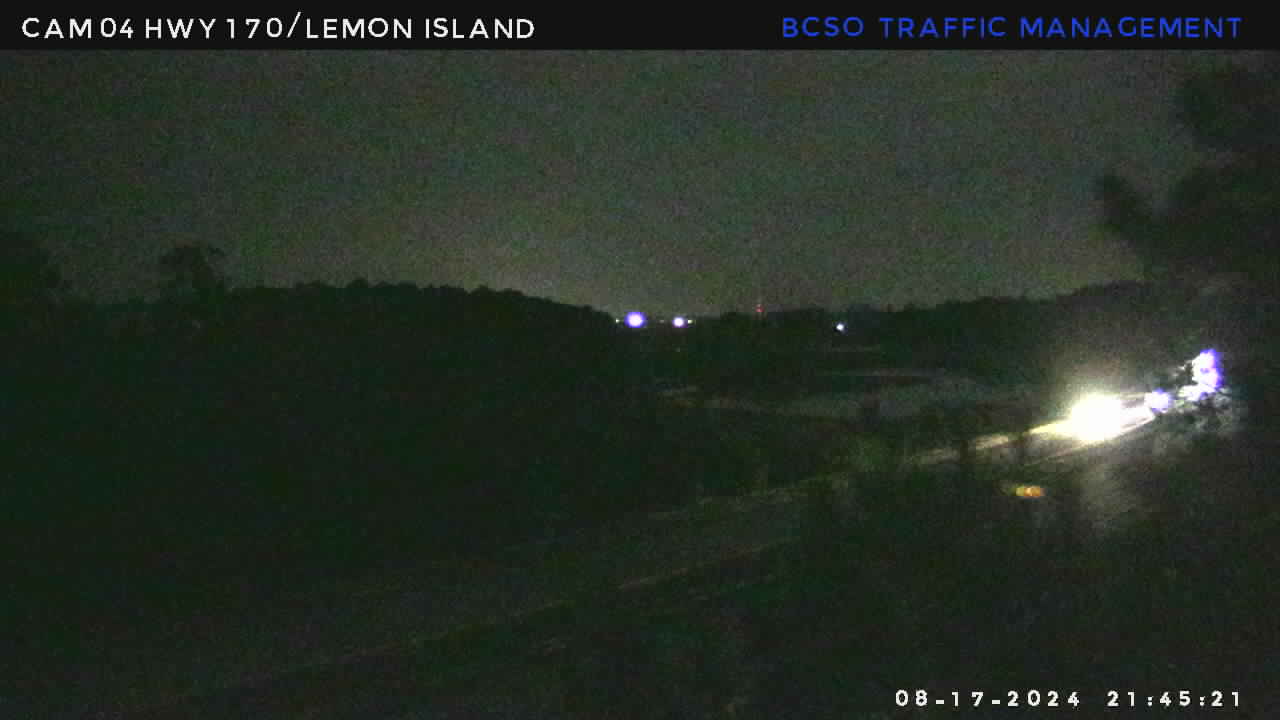 CAM04 HWY 170/LEMON ISLAND
BCSO TRAFFIC MANAGEMENT
08-17-2024 21:45:21